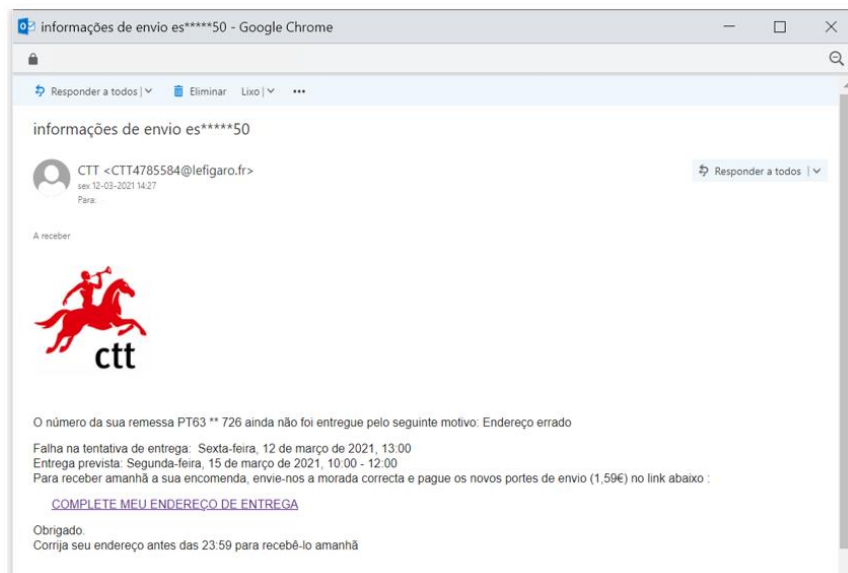 informações de envio es*****50 - Google Chrome
Responder a todos | Eliminar Lixo | •••
informações de envio es*****50
CTT <CTT4785584@lefigaro.fr>
Responder a todos |
sex 12-03-2021 14:27
Para:
A receber
ctt
O número da sua remessa PT63 ** 726 ainda não foi entregue pelo seguinte motivo: Endereço errado
Falha na tentativa de entrega: Sexta-feira, 12 de março de 2021, 13:00
Entrega prevista: Segunda-feira, 15 de março de 2021, 10:00 - 12:00
Para receber amanhã a sua encomenda, envie-nos a morada correcta e pague os novos portes de envio (1,59€) no link abaixo :
COMPLETE MEU ENDEREÇO DE ENTREGA
Obrigado.
Corrija seu endereço antes das 23:59 para recebê-lo amanhã